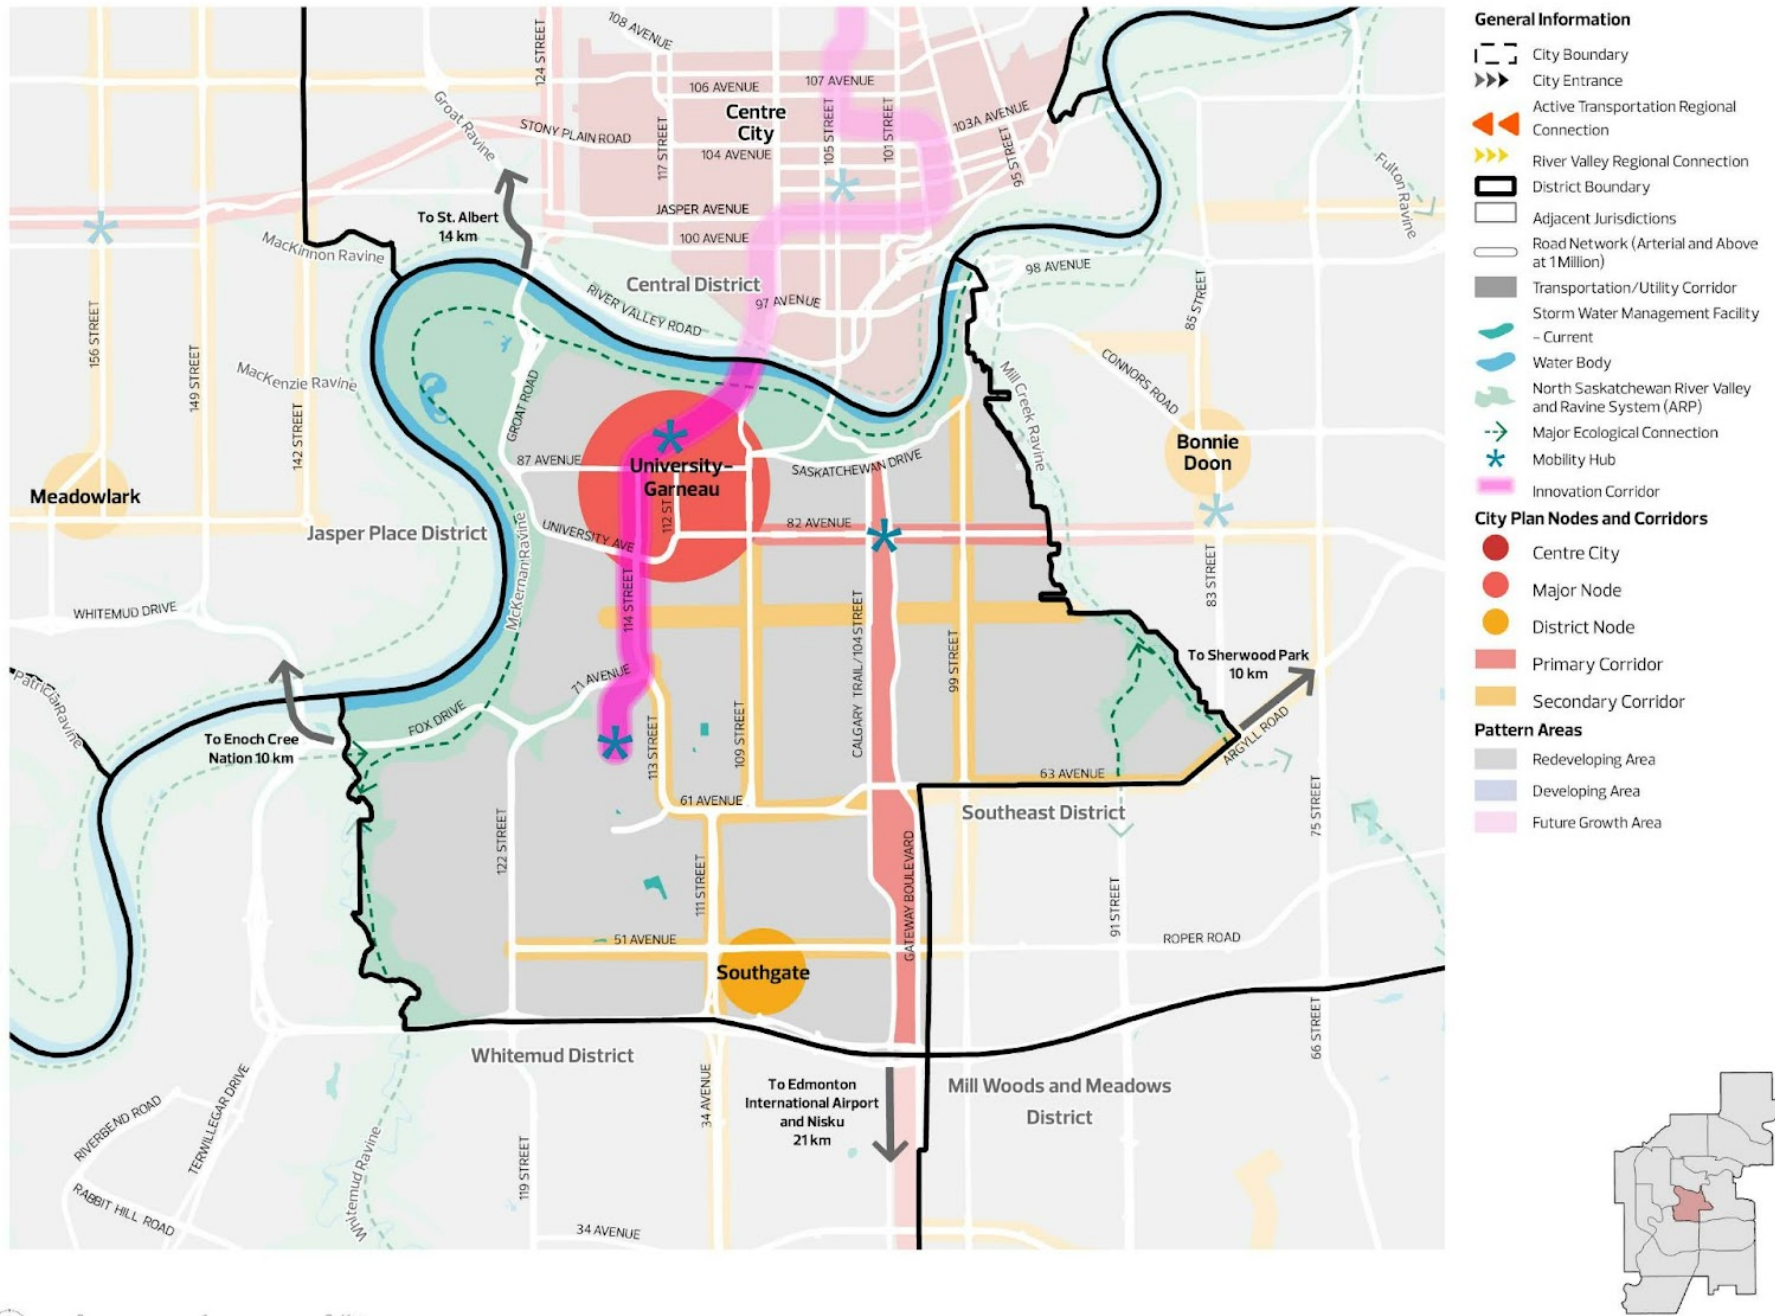 108 AVENUE
124 STREET
106 AVENUE
107 AVENUE
Groat Ravine
Centre
City
STONY PLAIN ROAD
117 STREET
104 AVENUE
105 STREET
101 STREET
103A AVENUE
95 STREET
Fulton Ravine
To St. Albert
14 km
JASPER AVENUE
100 AVENUE
MacKinnon Ravine
Central District
98 AVENUE
RIVER VALLEY ROAD
97 AVENUE
85 STREET
156 STREET
149 STREET
MacKenzie Ravine
142 STREET
GROAT ROAD
Mill Creek Ravine
CONNORS ROAD
Bonnie
Doon
87 AVENUE
University-
Garneau
SASKATCHEWAN DRIVE
Meadowlark
Jasper Place District
McKernan Ravine
UNIVERSITY AVE
112 ST
82 AVENUE
83 STREET
WHITEMUD DRIVE
114 STREET
CALGARY TRAIL/104 STREET
99 STREET
To Sherwood Park
10 km
Patricia Ravine
71 AVENUE
FOX DRIVE
To Enoch Cree
Nation 10 km
113 STREET
109 STREET
ARGYLL ROAD
63 AVENUE
61 AVENUE
Southeast District
75 STREET
122 STREET
111 STREET
GATEWAY BOULEVARD
91 STREET
51 AVENUE
ROPER ROAD
Southgate
66 STREET
Whitemud District
To Edmonton
International Airport
and Nisku
21 km
Mill Woods and Meadows
District
RIVERBEND ROAD
TERWILLEGAR DRIVE
34 AVENUE
119 STREET
Whitemud Ravine
RABBIT HILL ROAD
34 AVENUE
General Information
City Boundary
City Entrance
Active Transportation Regional
Connection
River Valley Regional Connection
District Boundary
Adjacent Jurisdictions
Road Network (Arterial and Above
at 1 Million)
Transportation/Utility Corridor
Storm Water Management Facility
- Current
Water Body
North Saskatchewan River Valley
and Ravine System (ARP)
Major Ecological Connection
Mobility Hub
Innovation Corridor
City Plan Nodes and Corridors
Centre City
Major Node
District Node
Primary Corridor
Secondary Corridor
Pattern Areas
Redeveloping Area
Developing Area
Future Growth Area